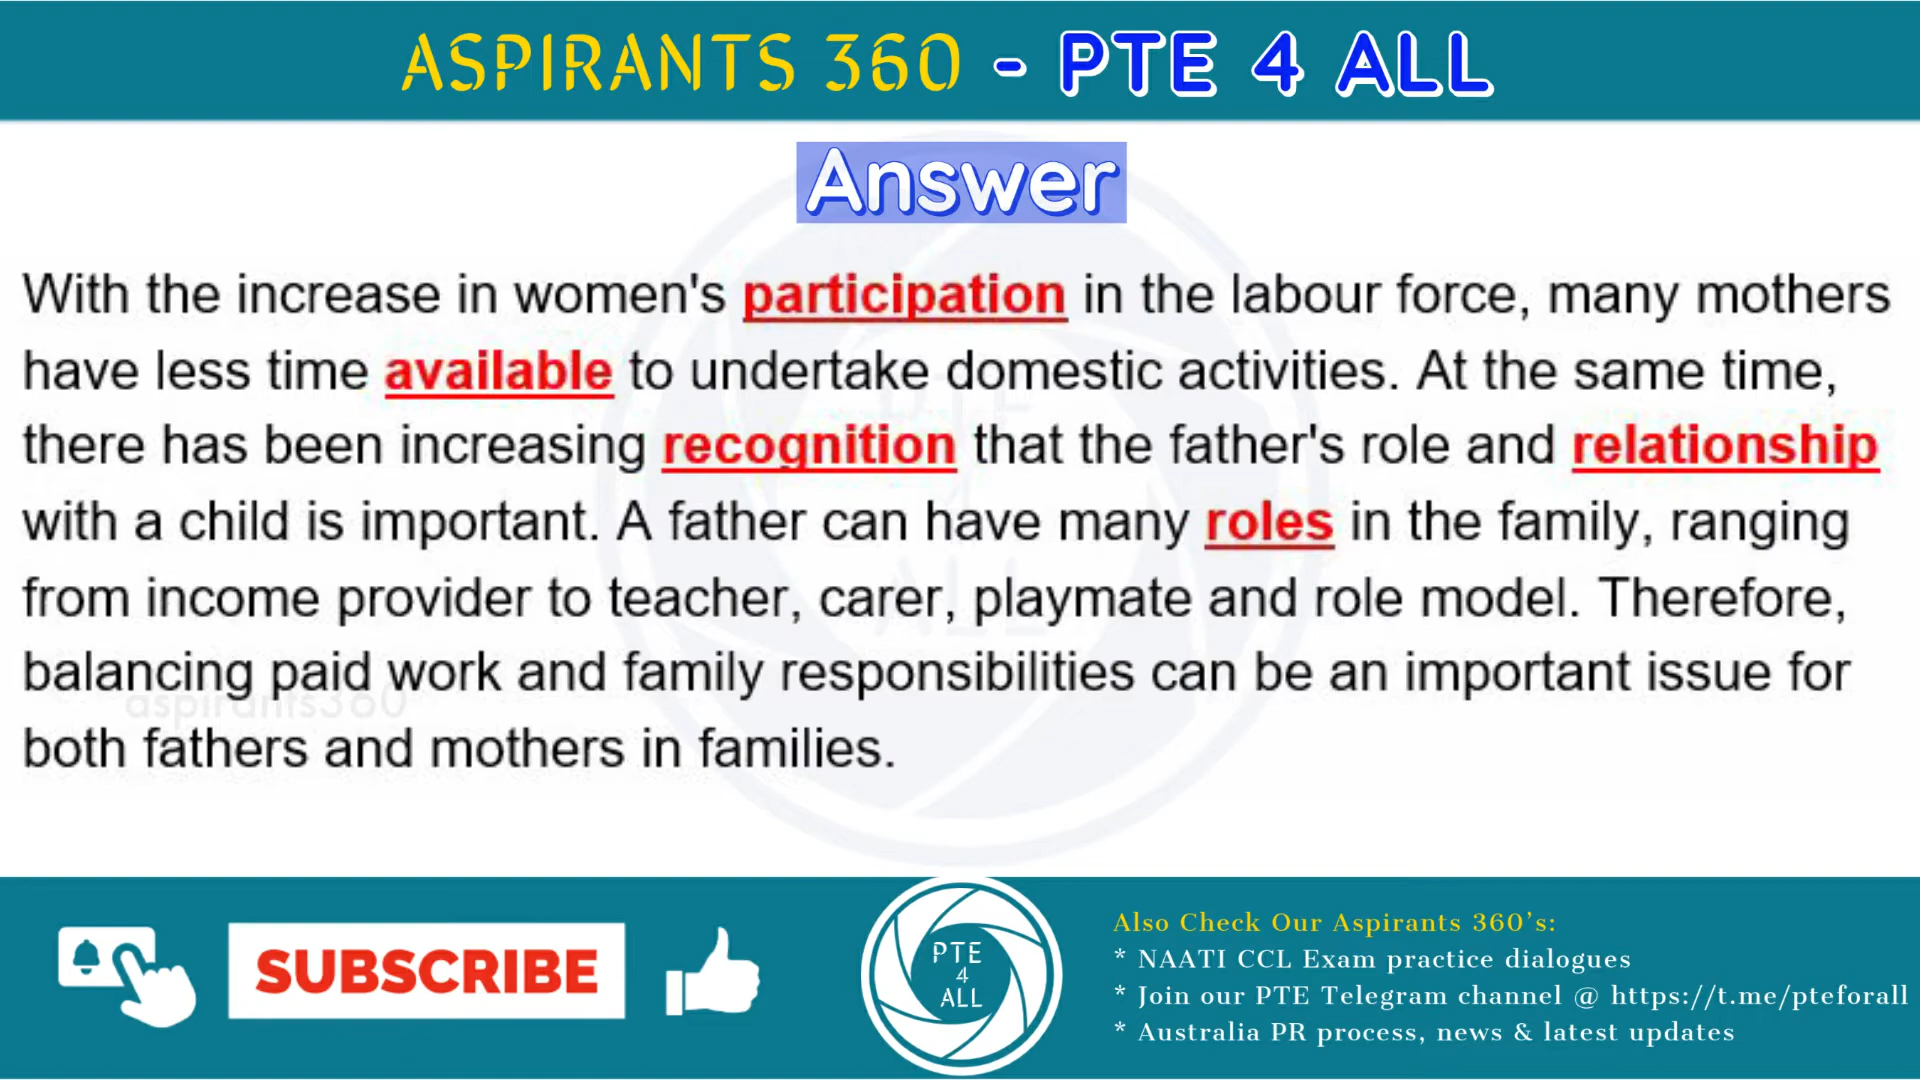 ASPIRANTS 360 - PTE 4 ALL
Answer
With the increase in women's participation in the labour force, many mothers
have less time available to undertake domestic activities. At the same time,
there has been increasing recognition that the father's role and relationship
with a child is important. A father can have many roles in the family, ranging
from income provider to teacher, carer, playmate and role model. Therefore,
balancing paid work and family responsibilities can be an important issue for
aspirants360
both fathers and mothers in families.
SUBSCRIBE
PTE
4
ALL
Also Check Our Aspirants 360's:
* NAATI CCL Exam practice dialogues
* Join our PTE Telegram channel @ https://t.me/pteforall
* Australia PR process, news & latest updates